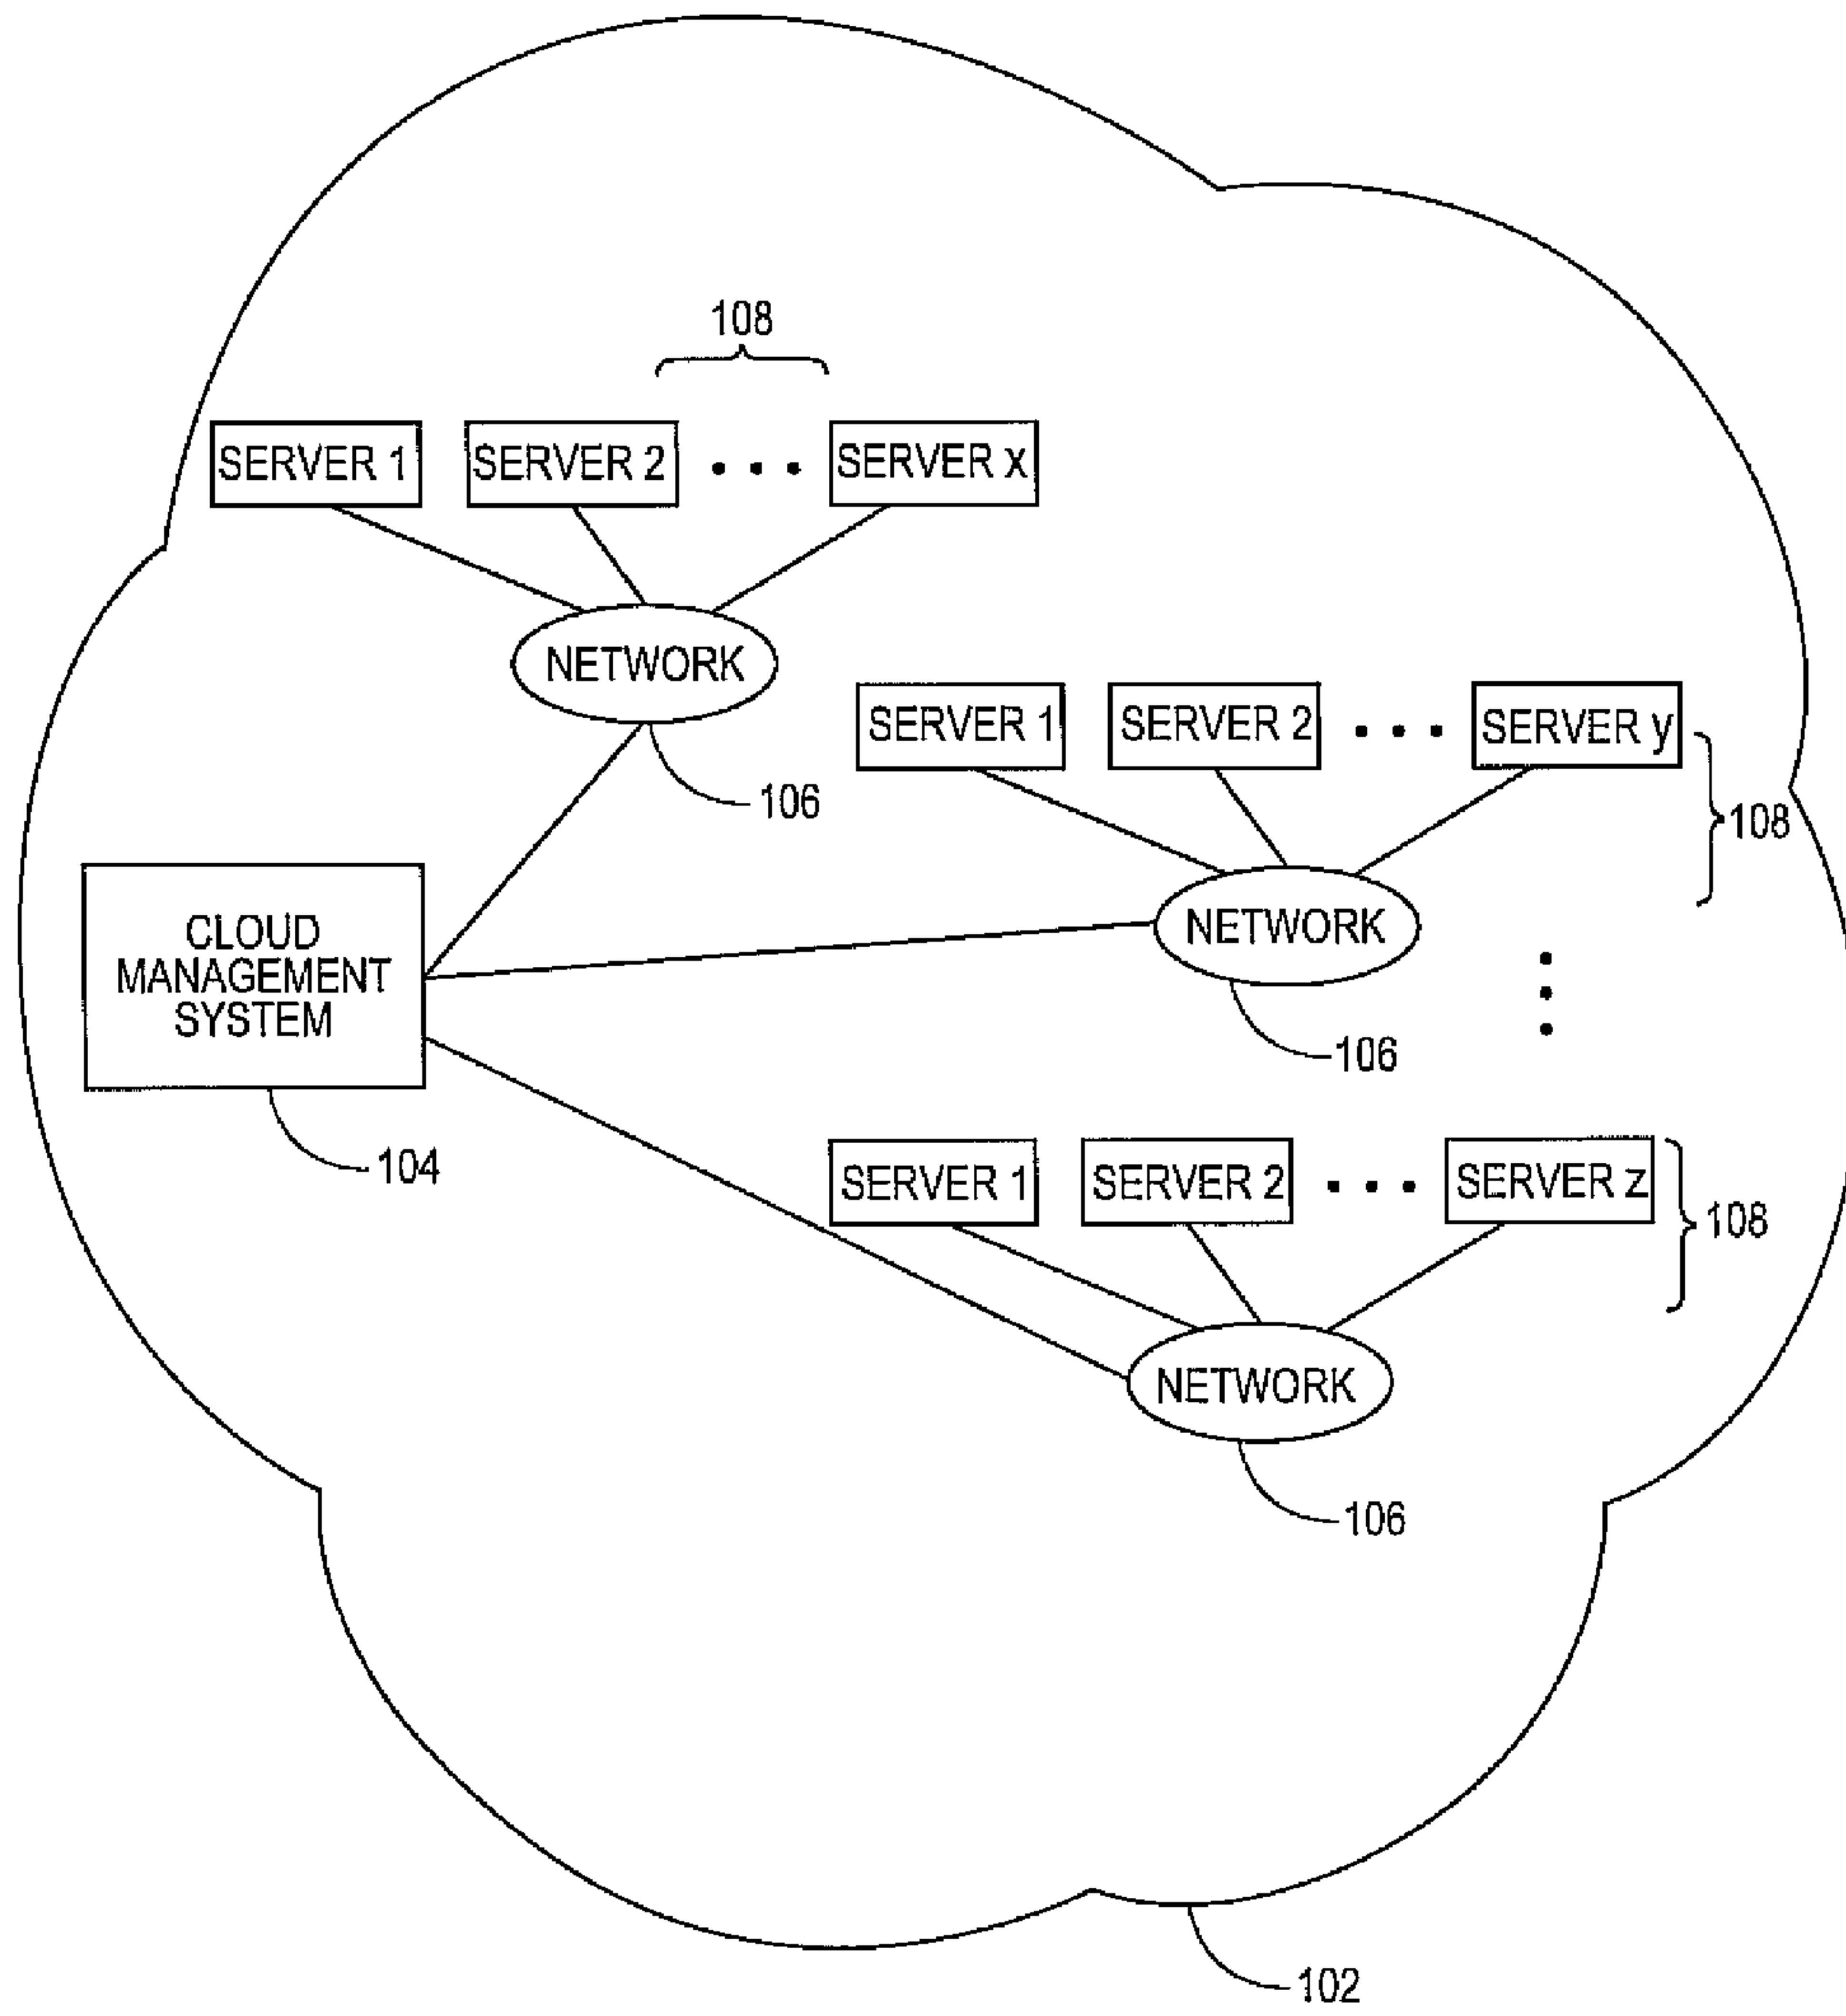 108
SERVER 1 SERVER 2 • • • SERVER x
NETWORK
106
SERVER 1 SERVER 2 • • • SERVER y
108
NETWORK
106
CLOUD
MANAGEMENT
SYSTEM
104
SERVER 1 SERVER 2 • • • SERVER z
108
NETWORK
106
102